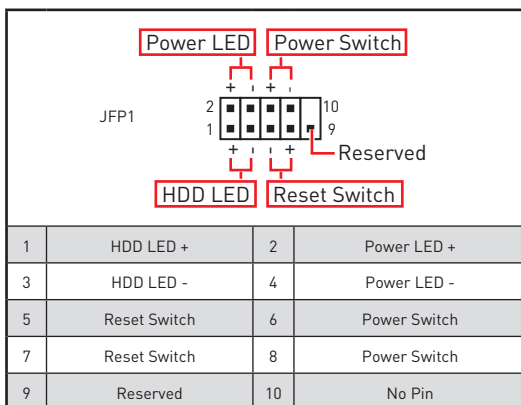 Power LED Power Switch
+ - + -
JFP1
2 10
1 9
+ - - +
Reserved
HDD LED Reset Switch
1 HDD LED + 2 Power LED +
3 HDD LED - 4 Power LED -
5 Reset Switch 6 Power Switch
7 Reset Switch 8 Power Switch
9 Reserved 10 No Pin